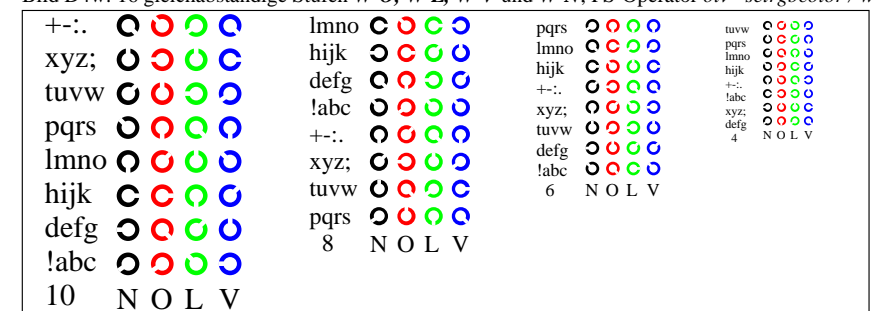 +-:.
xyz;
tuvw
pqrs
lmno
hijk
defg
!abc
10 N O L V
lmno
hijk
defg
!abc
+-:.
xyz;
tuvw
pqrs
8 N O L V
pqrs
lmno
hijk
+-:.
xyz;
tuvw
defg
!abc
6 N O L V
tuvw
pqrs
lmno
hijk
+-:.
!abc
xyz;
defg
4 N O L V